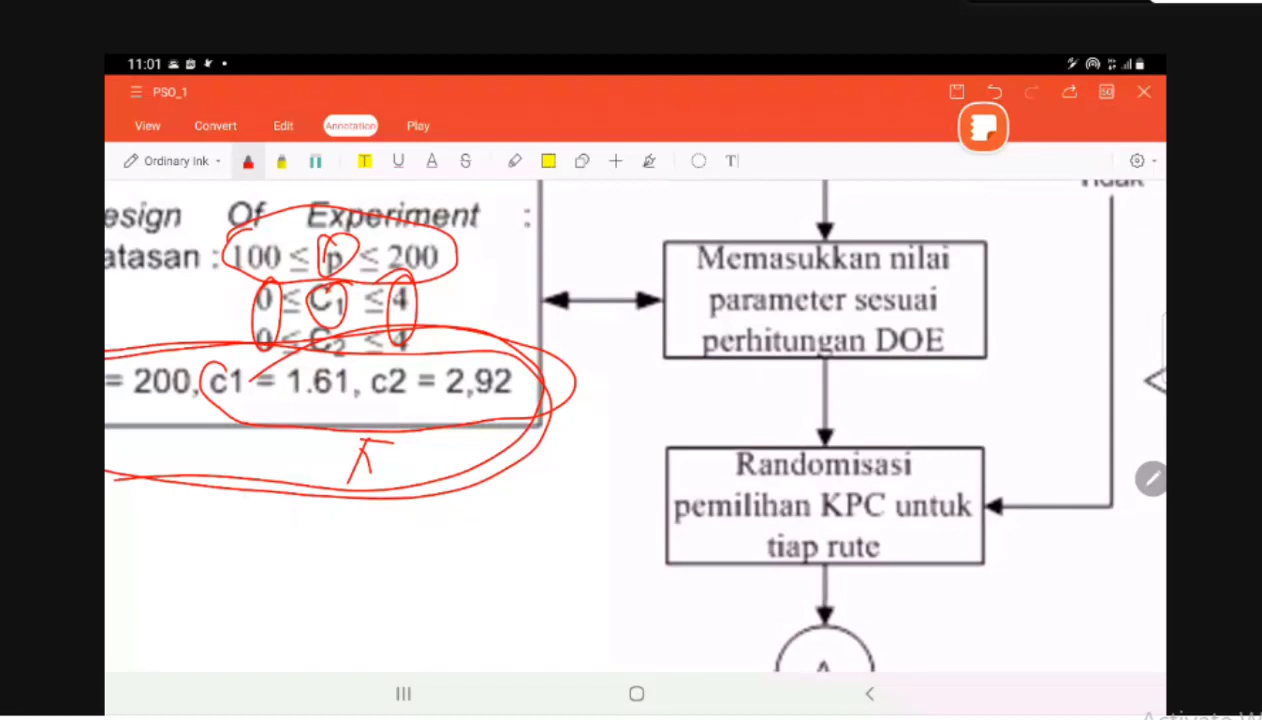 11:01
PSO_1
View Convert Edit Annotation Play
Ordinary Ink
esign Of Experiment :
atasan : 100 ≤ p ≤ 200
0 ≤ C1 ≤ 4
0 ≤ C2 ≤ 4
= 200, c1 = 1.61, c2 = 2,92
Memasukkan nilai
parameter sesuai
perhitungan DOE
Randomisasi
pemilihan KPC untuk
tiap rute
A
Tidak